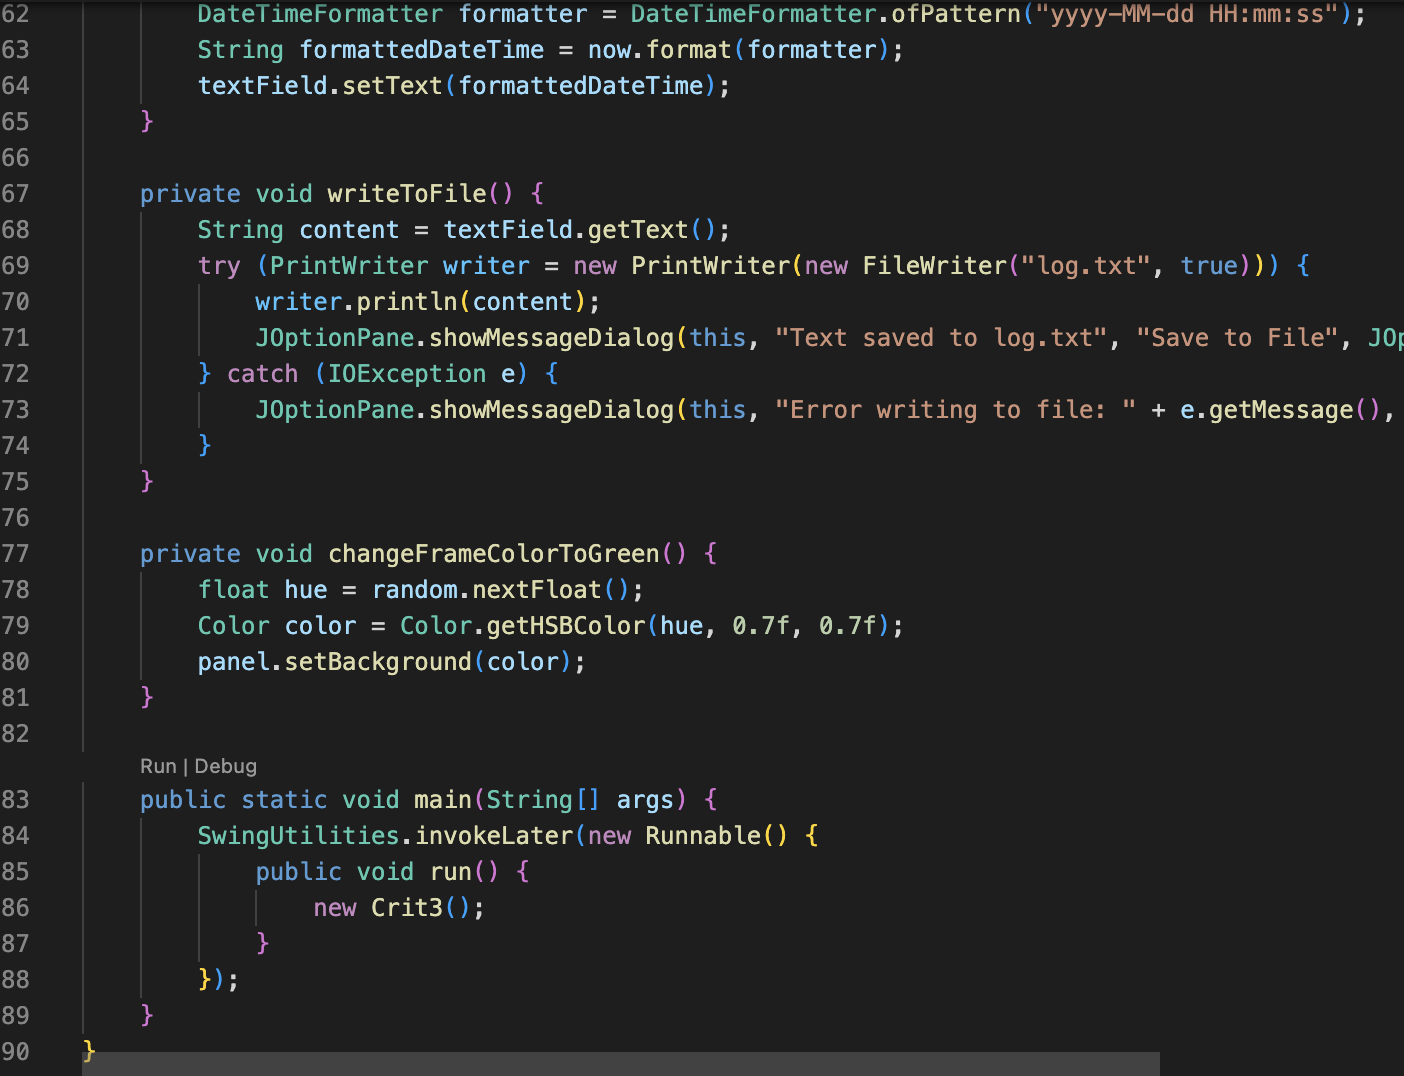 62 DateTimeFormatter formatter = DateTimeFormatter.ofPattern("yyyy-MM-dd HH:mm:ss");
63 String formattedDateTime = now.format(formatter);
64 textField.setText(formattedDateTime);
65 }
66
67 private void writeToFile() {
68 String content = textField.getText();
69 try (PrintWriter writer = new PrintWriter(new FileWriter("log.txt", true))) {
70 writer.println(content);
71 JOptionPane.showMessageDialog(this, "Text saved to log.txt", "Save to File", JOp
72 } catch (IOException e) {
73 JOptionPane.showMessageDialog(this, "Error writing to file: " + e.getMessage(),
74 }
75 }
76
77 private void changeFrameColorToGreen() {
78 float hue = random.nextFloat();
79 Color color = Color.getHSBColor(hue, 0.7f, 0.7f);
80 panel.setBackground(color);
81 }
82
Run | Debug
83 public static void main(String[] args) {
84 SwingUtilities.invokeLater(new Runnable() {
85 public void run() {
86 new Crit3();
87 }
88 });
89 }
90 }